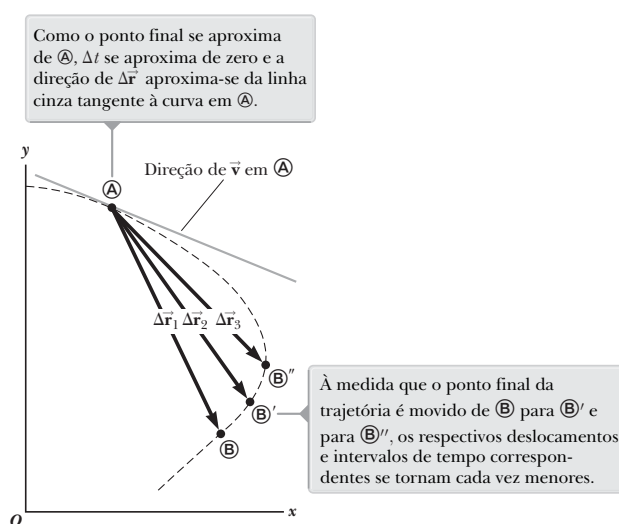 Como o ponto final se aproxima
de Ⓐ, Δt se aproxima de zero e a
direção de Δr⃗ aproxima-se da linha
cinza tangente à curva em Ⓐ.
y
Direção de v⃗ em Ⓐ
Ⓐ
Δr⃗₁ Δr⃗₂ Δr⃗₃
Ⓑ″
Ⓑ′
Ⓑ
À medida que o ponto final da
trajetória é movido de Ⓑ para Ⓑ′ e
para Ⓑ″, os respectivos deslocamentos
e intervalos de tempo correspon-
dentes se tornam cada vez menores.
O
x